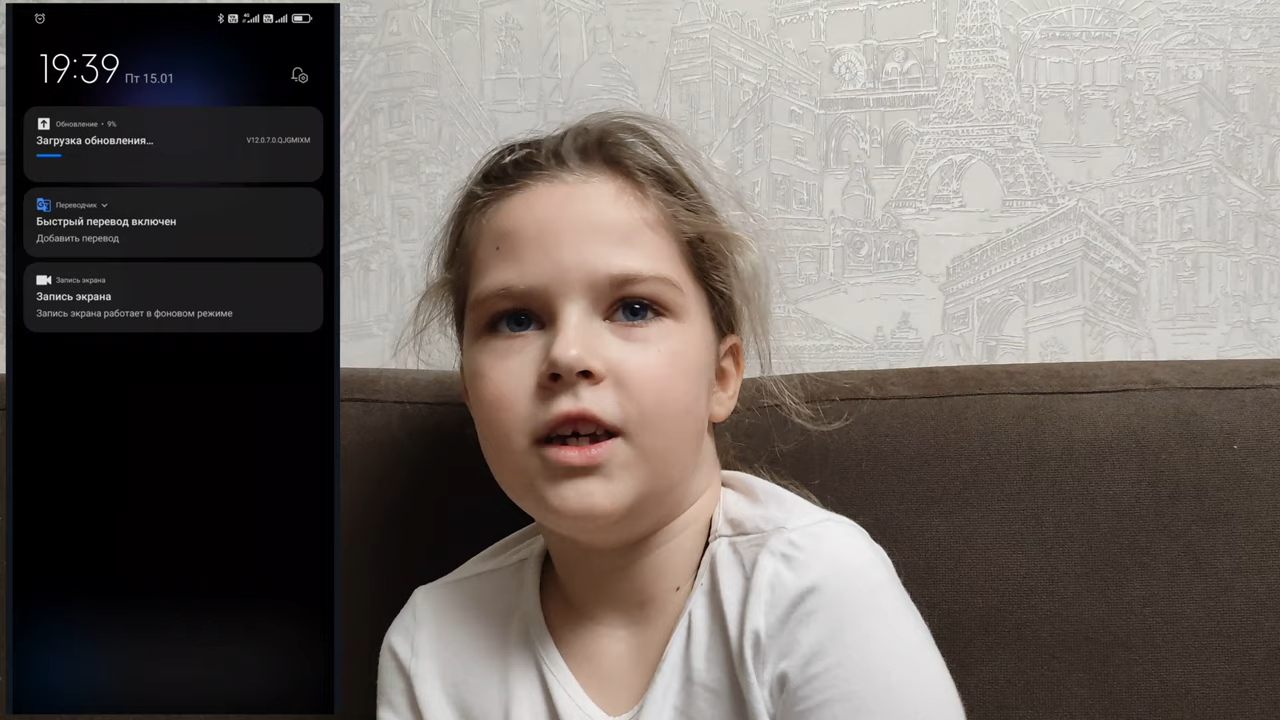 19:39 Пт 15.01
Обновление • 9%
Загрузка обновления…
V12.0.7.0.QJGMIXM
Переводчик
Быстрый перевод включен
Добавить перевод
Запись экрана
Запись экрана
Запись экрана работает в фоновом режиме